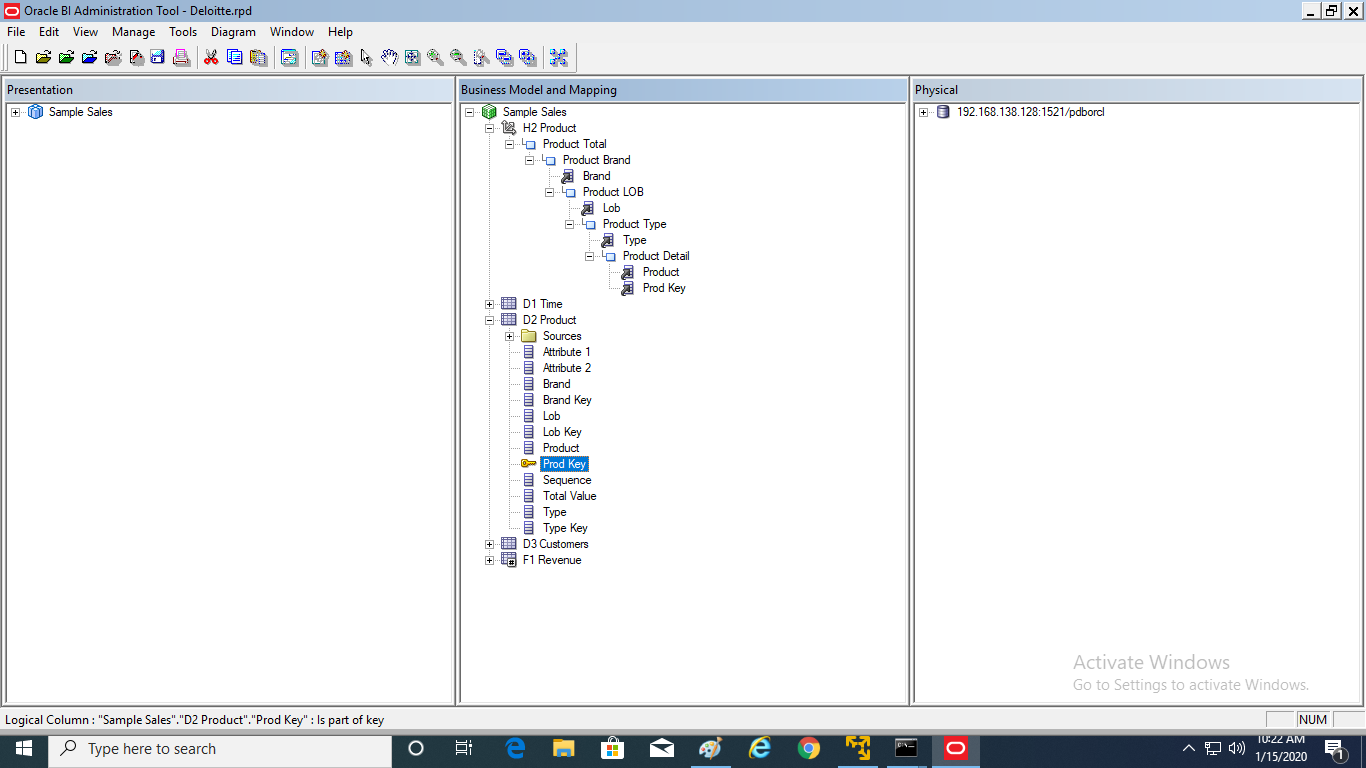 Oracle BI Administration Tool - Deloitte.rpd
File Edit View Manage Tools Diagram Window Help
Presentation
Sample Sales
Business Model and Mapping
Sample Sales
H2 Product
Product Total
Product Brand
Brand
Product LOB
Lob
Product Type
Type
Product Detail
Product
Prod Key
D1 Time
D2 Product
Sources
Attribute 1
Attribute 2
Brand
Brand Key
Lob
Lob Key
Product
Prod Key
Sequence
Total Value
Type
Type Key
D3 Customers
F1 Revenue
Physical
192.168.138.128:1521/pdborcl
Activate Windows
Go to Settings to activate Windows.
Logical Column : "Sample Sales"."D2 Product"."Prod Key" : Is part of key
NUM
Type here to search
10:22 AM
1/15/2020
1